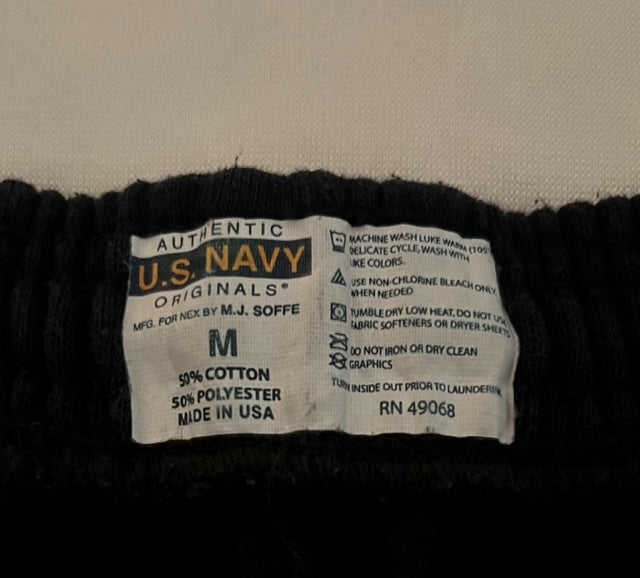 AUTHENTIC
U.S. NAVY
ORIGINALS®
MFG. FOR NEX BY M.J. SOFFE
M
50% COTTON
50% POLYESTER
MADE IN USA
MACHINE WASH LUKE WARM (105°
DELICATE CYCLE, WASH WITH
LIKE COLORS.
USE NON-CHLORINE BLEACH ONLY
WHEN NEEDED
TUMBLE DRY LOW HEAT, DO NOT USE
FABRIC SOFTENERS OR DRYER SHEETS
DO NOT IRON OR DRY CLEAN
GRAPHICS
TURN INSIDE OUT PRIOR TO LAUNDERING
RN 49068